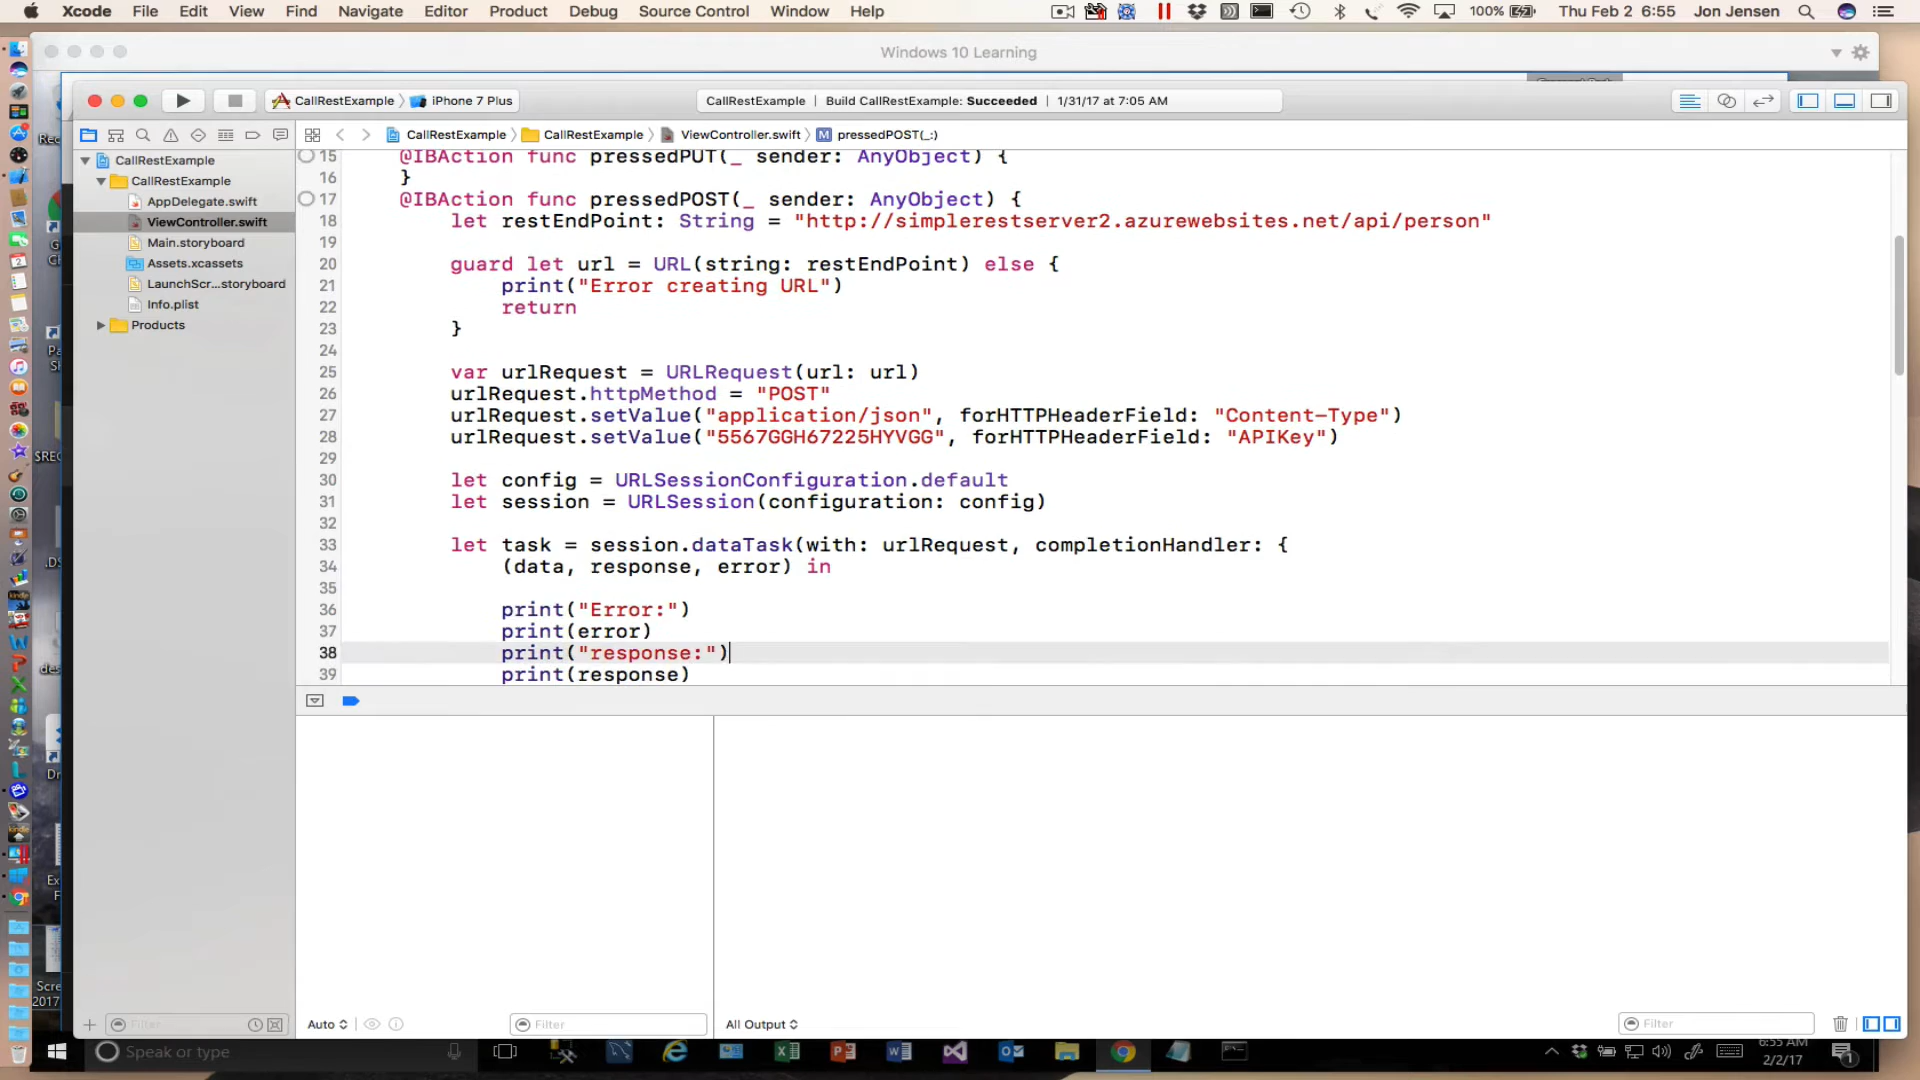 Xcode File Edit View Find Navigate Editor Product Debug Source Control Window Help 100% Thu Feb 2 6:55 Jon Jensen
Windows 10 Learning
CallRestExample iPhone 7 Plus CallRestExample | Build CallRestExample: Succeeded | 1/31/17 at 7:05 AM
CallRestExample CallRestExample ViewController.swift M pressedPOST(_:)
CallRestExample
CallRestExample
AppDelegate.swift
ViewController.swift
Main.storyboard
Assets.xcassets
LaunchScr...storyboard
Info.plist
Products
15 @IBAction func pressedPUT(_ sender: AnyObject) {
16 }
17 @IBAction func pressedPOST(_ sender: AnyObject) {
18 let restEndPoint: String = "http://simplerestserver2.azurewebsites.net/api/person"
19
20 guard let url = URL(string: restEndPoint) else {
21 print("Error creating URL")
22 return
23 }
24
25 var urlRequest = URLRequest(url: url)
26 urlRequest.httpMethod = "POST"
27 urlRequest.setValue("application/json", forHTTPHeaderField: "Content-Type")
28 urlRequest.setValue("5567GGH67225HYVGG", forHTTPHeaderField: "APIKey")
29
30 let config = URLSessionConfiguration.default
31 let session = URLSession(configuration: config)
32
33 let task = session.dataTask(with: urlRequest, completionHandler: {
34 (data, response, error) in
35
36 print("Error:")
37 print(error)
38 print("response:")
39 print(response)
Filter
Auto Filter
All Output Filter
Speak or type
6:55 AM
2/2/17